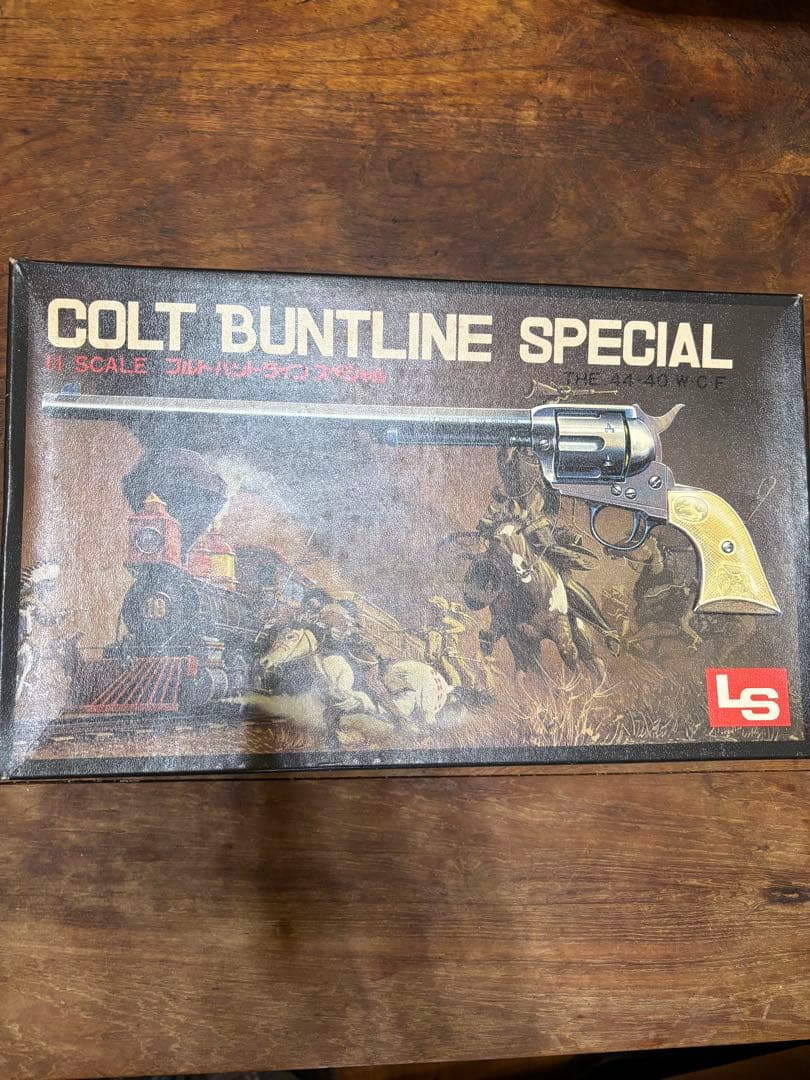 COLT BUNTLINE SPECIAL
1/1 SCALE コルト バントライン スペシャル
THE .44-40 W·C·F
LS